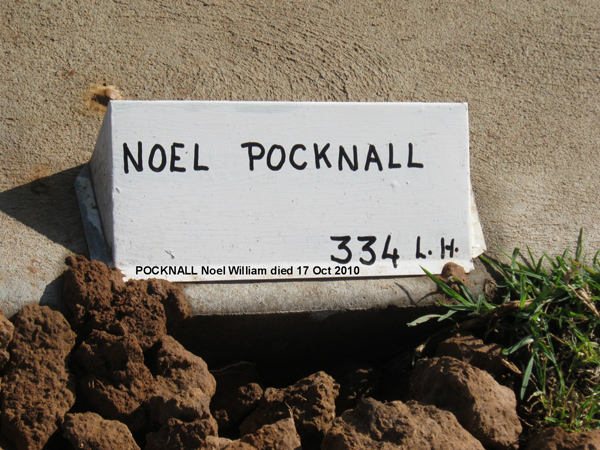 NOEL POCKNALL
334 L.H.
POCKNALL Noel William died 17 Oct 2010